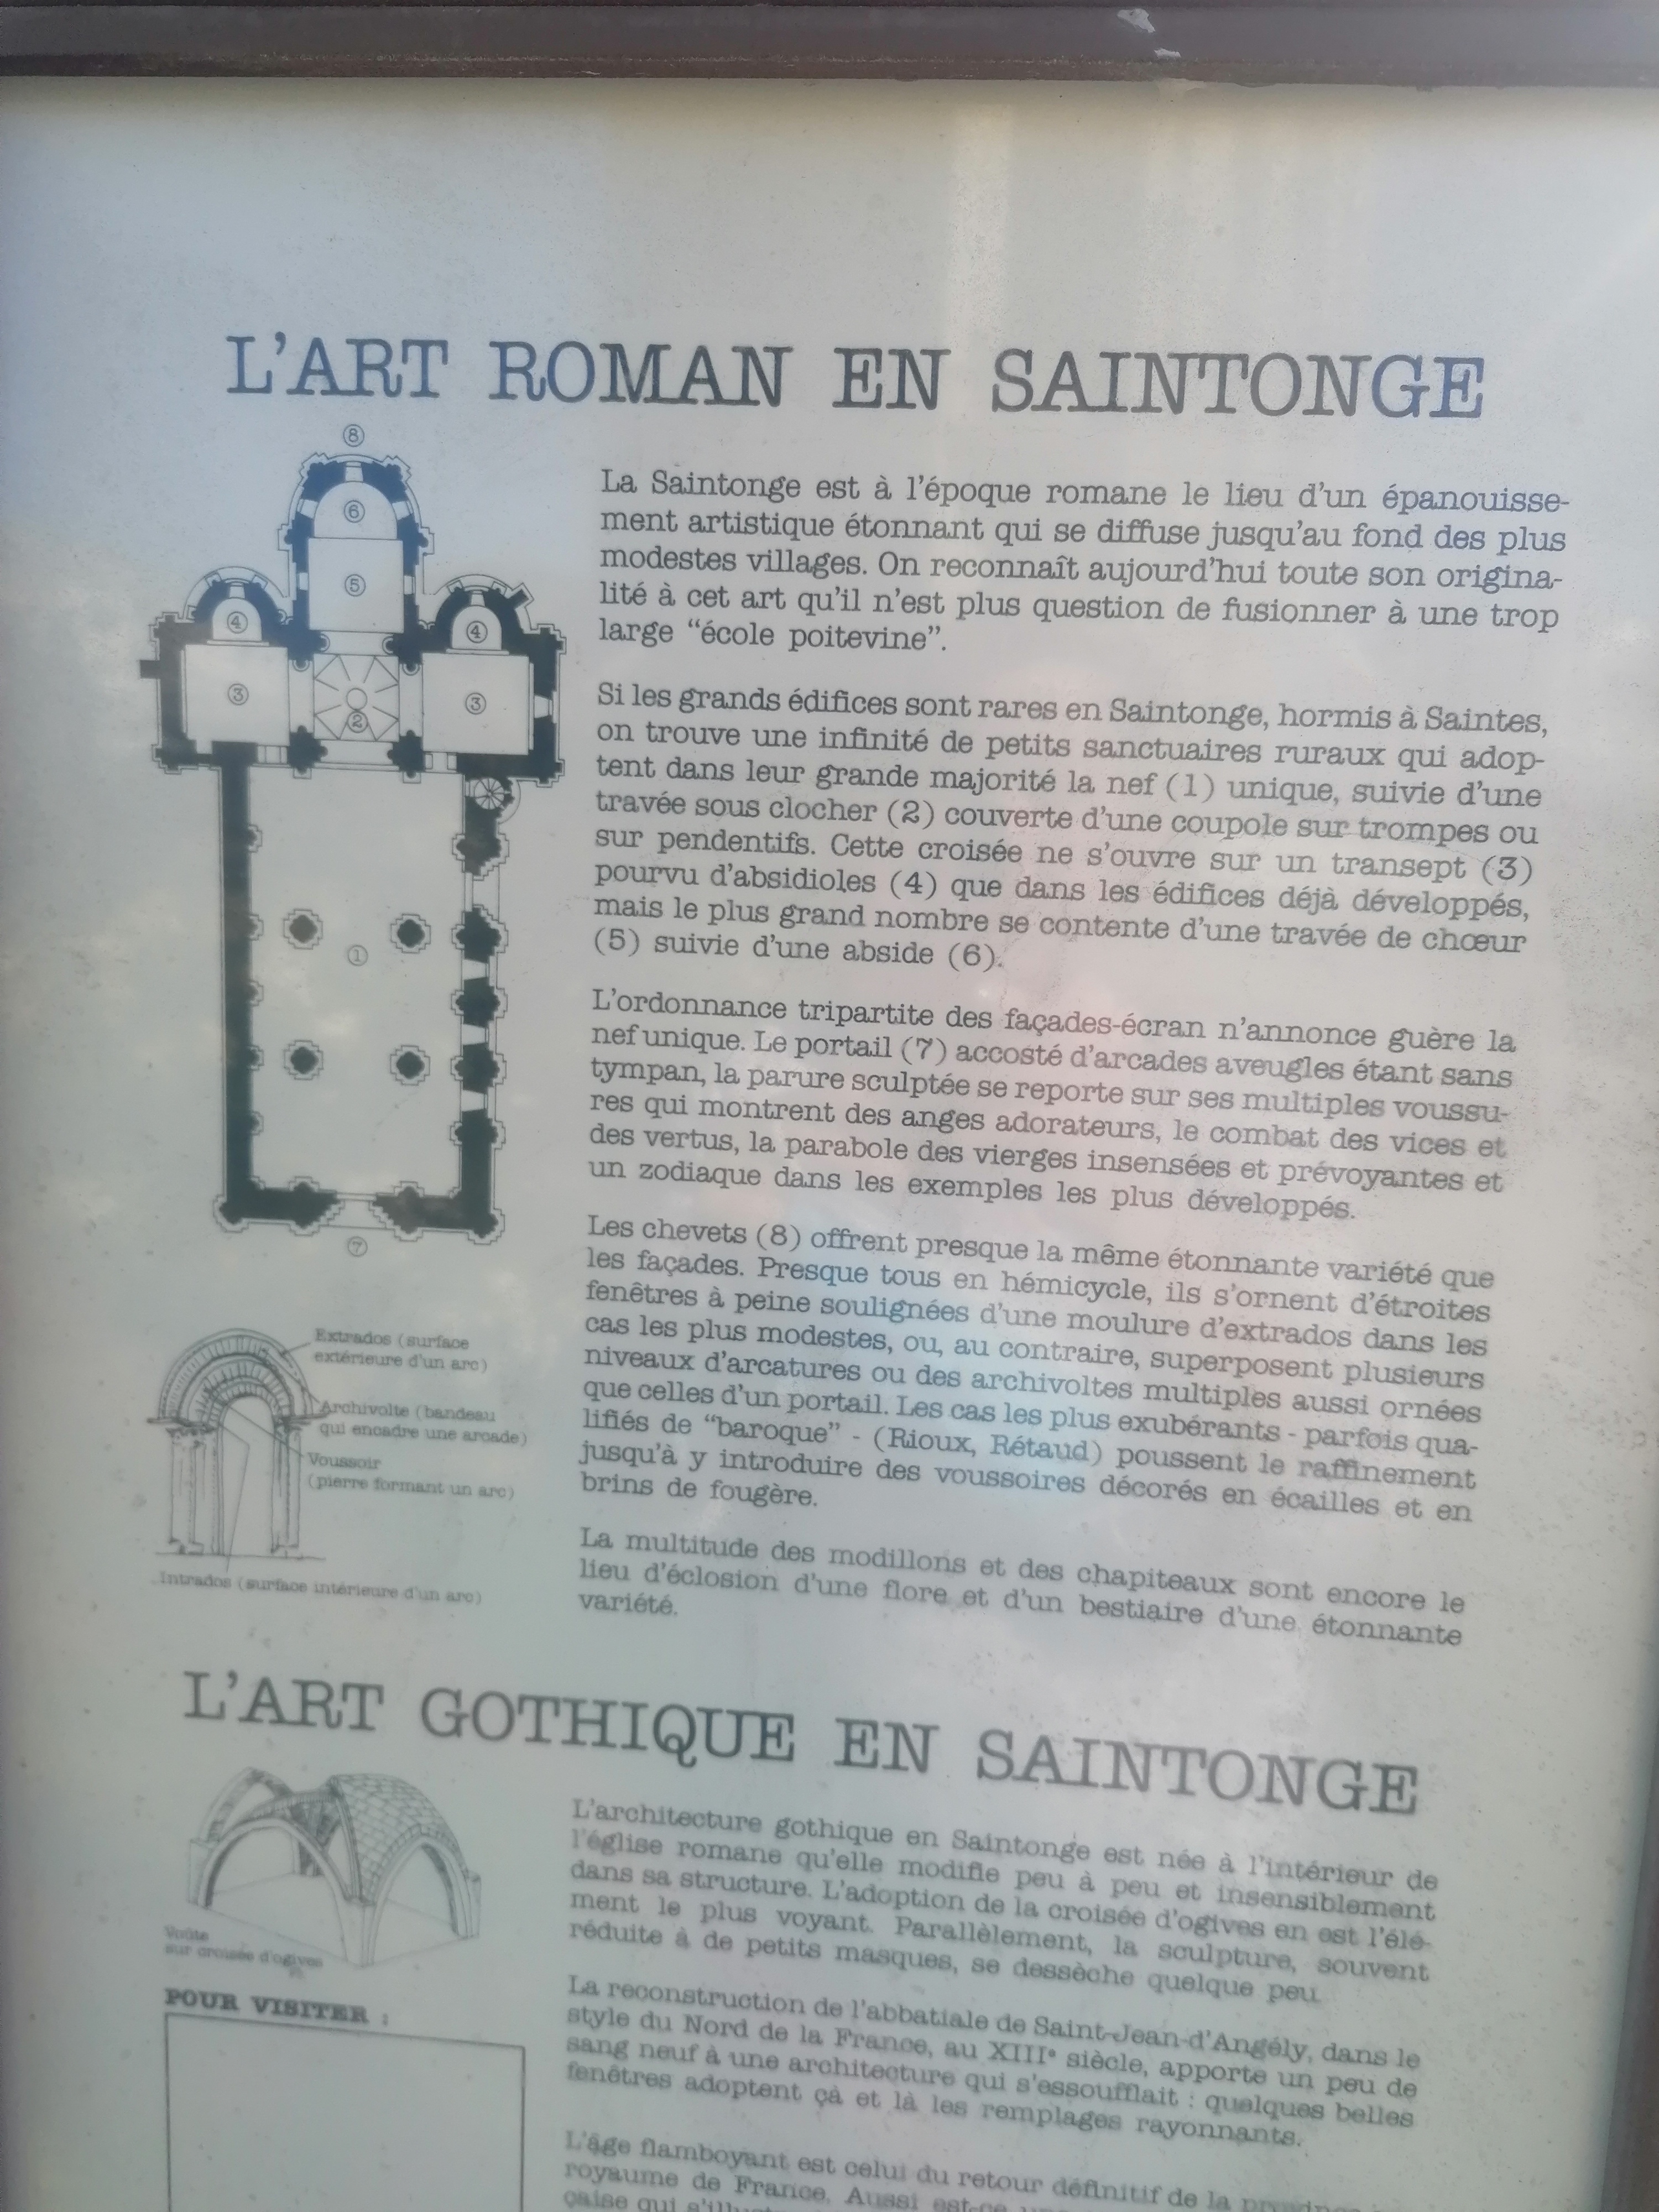 L'ART ROMAN EN SAINTONGE
8
6
5
4
4
3
3
2
1
7
La Saintonge est à l'époque romane le lieu d'un épanouisse-
ment artistique étonnant qui se diffuse jusqu'au fond des plus
modestes villages. On reconnaît aujourd'hui toute son origina-
lité à cet art qu'il n'est plus question de fusionner à une trop
large “école poitevine”.
Si les grands édifices sont rares en Saintonge, hormis à Saintes,
on trouve une infinité de petits sanctuaires ruraux qui adop-
tent dans leur grande majorité la nef (1) unique, suivie d'une
travée sous clocher (2) couverte d'une coupole sur trompes ou
sur pendentifs. Cette croisée ne s'ouvre sur un transept (3)
pourvu d'absidioles (4) que dans les édifices déjà développés,
mais le plus grand nombre se contente d'une travée de chœur
(5) suivie d'une abside (6).
L'ordonnance tripartite des façades-écran n'annonce guère la
nef unique. Le portail (7) accosté d'arcades aveugles étant sans
tympan, la parure sculptée se reporte sur ses multiples voussu-
res qui montrent des anges adorateurs, le combat des vices et
des vertus, la parabole des vierges insensées et prévoyantes et
un zodiaque dans les exemples les plus développés.
Les chevets (8) offrent presque la même étonnante variété que
les façades. Presque tous en hémicycle, ils s'ornent d'étroites
fenêtres à peine soulignées d'une moulure d'extrados dans les
cas les plus modestes, ou, au contraire, superposent plusieurs
niveaux d'arcatures ou des archivoltes multiples aussi ornées
que celles d'un portail. Les cas les plus exubérants - parfois qua-
lifiés de “baroque” - (Rioux, Rétaud) poussent le raffinement
jusqu'à y introduire des voussoires décorés en écailles et en
brins de fougère.
La multitude des modillons et des chapiteaux sont encore le
lieu d'éclosion d'une flore et d'un bestiaire d'une étonnante
variété.
Extrados (surface
extérieure d'un arc)
Archivolte (bandeau
qui encadre une arcade)
Voussoir
(pierre formant un arc)
Intrados (surface intérieure d'un arc)
L'ART GOTHIQUE EN SAINTONGE
L'architecture gothique en Saintonge est née à l'intérieur de
l'église romane qu'elle modifie peu à peu et insensiblement
dans sa structure. L'adoption de la croisée d'ogives en est l'élé-
ment le plus voyant. Parallèlement, la sculpture, souvent
réduite à de petits masques, se dessèche quelque peu.
La reconstruction de l'abbatiale de Saint-Jean-d'Angély, dans le
style du Nord de la France, au XIIIe siècle, apporte un peu de
sang neuf à une architecture qui s'essoufflait : quelques belles
fenêtres adoptent çà et là les remplages rayonnants.
L'âge flamboyant est celui du retour définitif de la
royaume de France. Aussi
çaise qui
Voûte
sur croisée d'ogives
POUR VISITER :